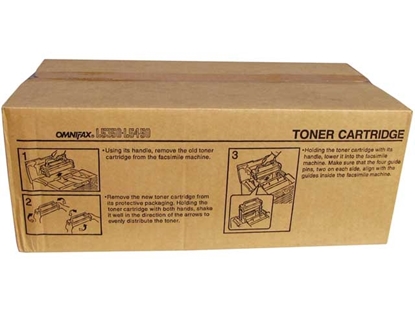 OMNIFAX®
TONER CARTRIDGE
1
•Using its handle, remove the old toner
cartridge from the facsimile machine.
2
•Remove the new toner cartridge from
its protective packaging. Holding the
toner cartridge with both hands, shake
it well in the direction of the arrows to
evenly distribute the toner.
3
•Holding the toner cartridge with its
handle, lower it into the facsimile
machine. Make sure that the four guide
pins, two on each side, align with the
guides inside the facsimile machine.